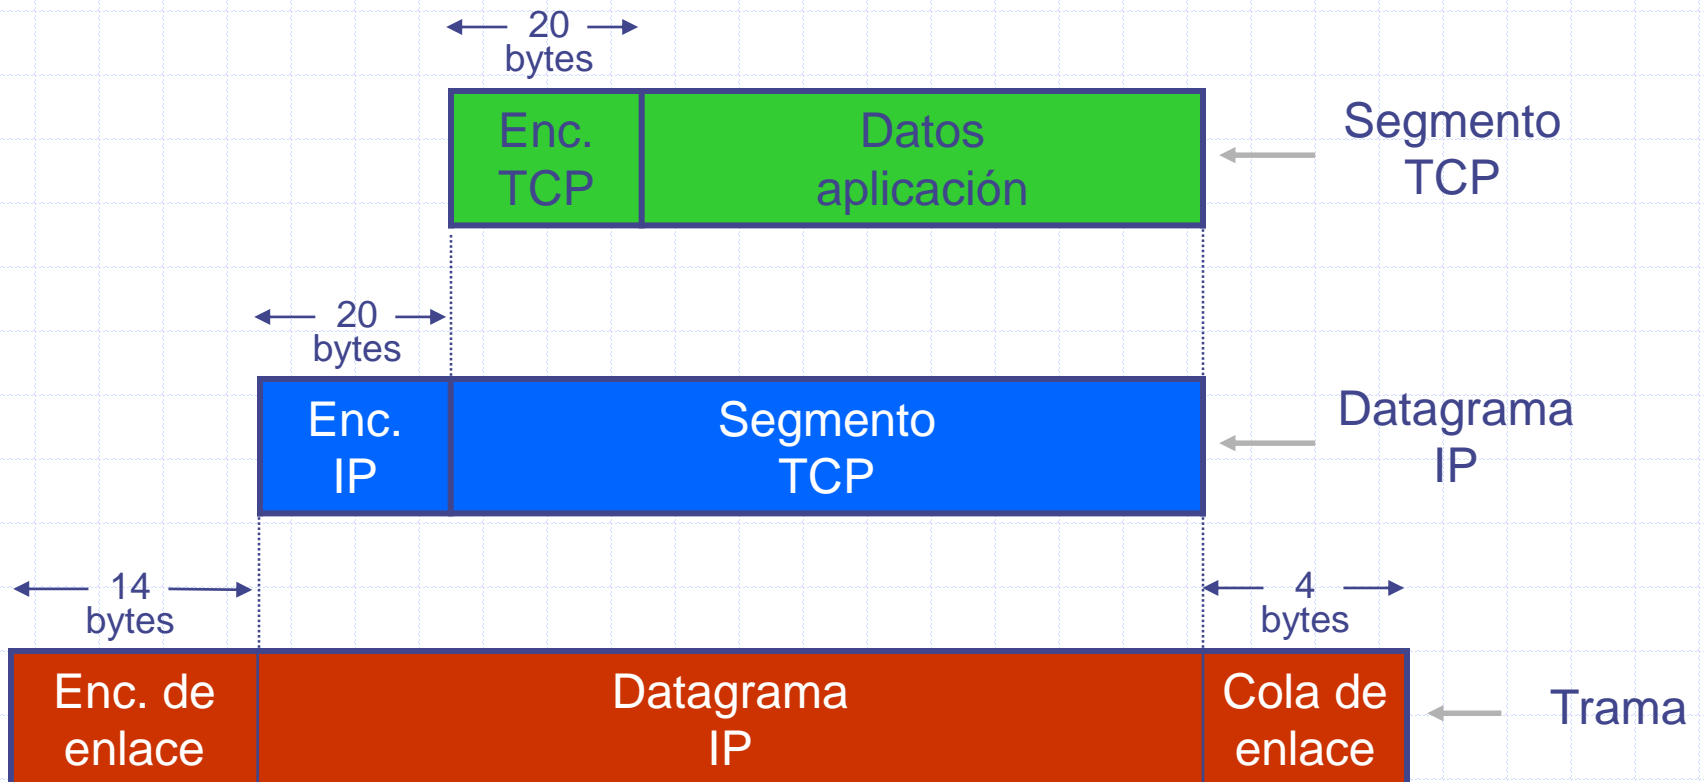 20
bytes
Enc.
TCP
Datos
aplicación
Segmento
TCP
20
bytes
Enc.
IP
Segmento
TCP
Datagrama
IP
14
bytes
4
bytes
Enc. de
enlace
Datagrama
IP
Cola de
enlace
Trama